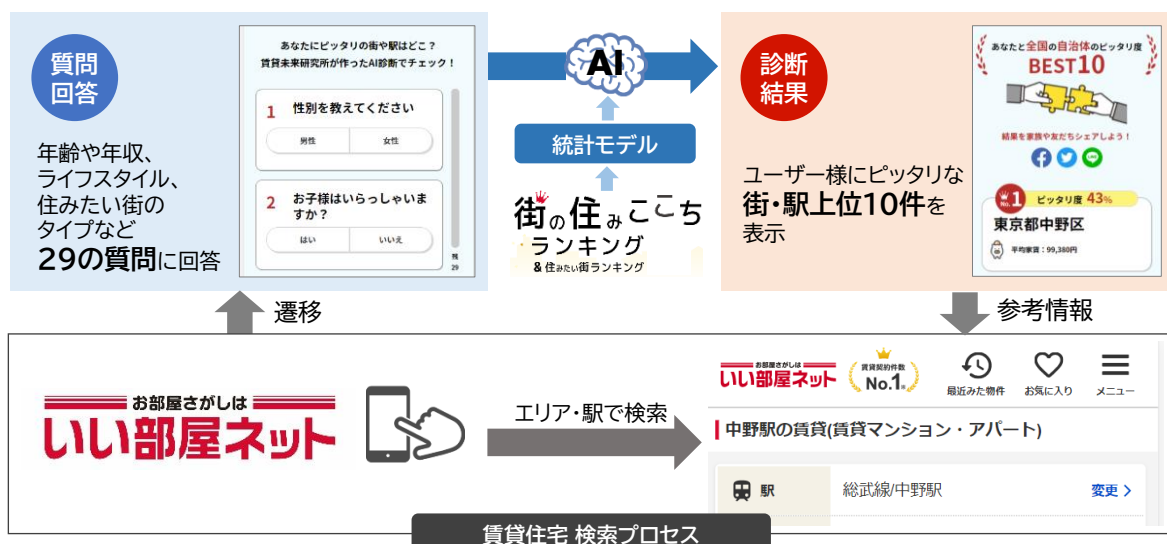 質問
回答
年齢や年収、
ライフスタイル、
住みたい街の
タイプなど
29の質問に回答
あなたにピッタリの街や駅はどこ？
賃貸未来研究所が作ったAI診断でチェック！
1 性別を教えてください
男性 女性
2 お子様はいらっしゃいま
すか？
はい いいえ
残
29
AI
統計モデル
街の住みここち
ランキング
&住みたい街ランキング
診断
結果
ユーザー様にピッタリな
街・駅上位10件を
表示
あなたと全国の自治体のピッタリ度
BEST10
結果を家族や友だちシェアしよう！
No.1 ピッタリ度 43%
東京都中野区
平均家賃：99,380円
遷移
参考情報
お部屋さがしは
いい部屋ネット
エリア・駅で検索
お部屋さがしは
いい部屋ネット
賃貸契約件数
No.1※
最近みた物件 お気に入り メニュー
中野駅の賃貸(賃貸マンション・アパート)
駅 総武線/中野駅 変更
賃貸住宅 検索プロセス